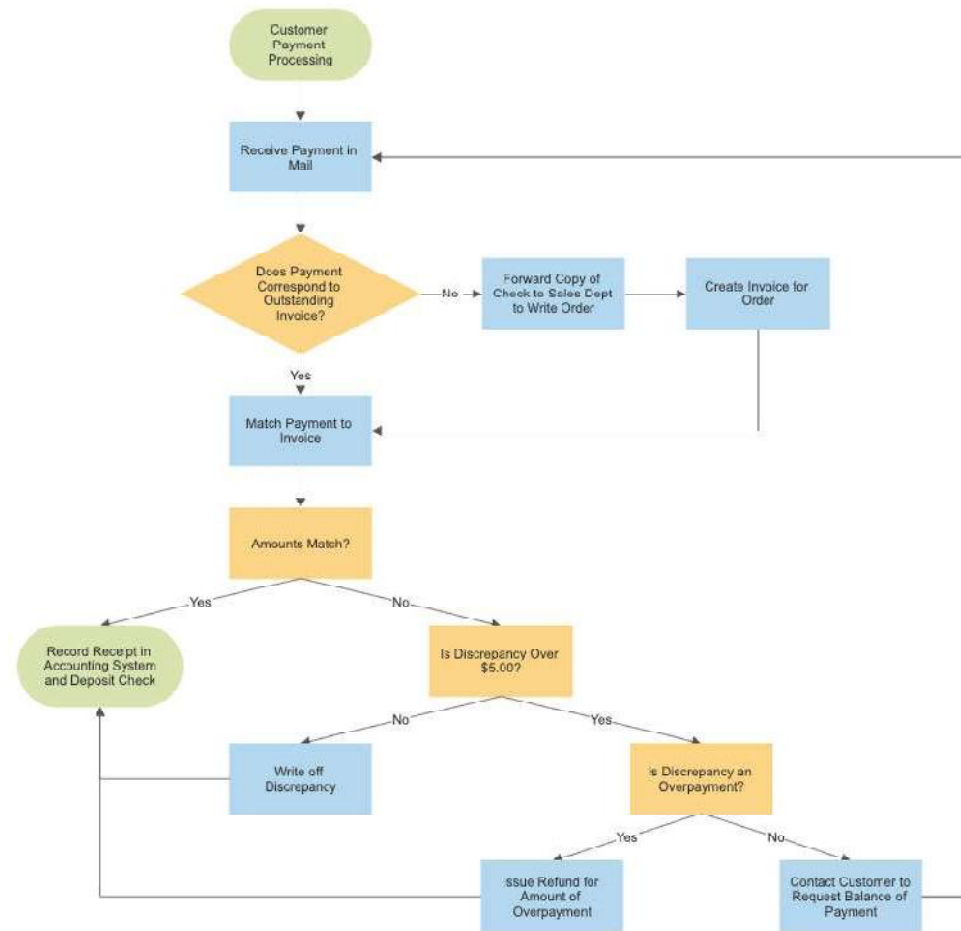 Customer
Payment
Processing
Receive Payment in
Mail
Does Payment
Correspond to
Outstanding
Invoice?
No
Forward Copy of
Check to Sales Dept
to Write Order
Create Invoice for
Order
Yes
Match Payment to
Invoice
Amounts Match?
Yes
No
Record Receipt in
Accounting System
and Deposit Check
Is Discrepancy Over
$5.00?
No
Yes
Write off
Discrepancy
Is Discrepancy an
Overpayment?
Yes
No
Issue Refund for
Amount of
Overpayment
Contact Customer to
Request Balance of
Payment